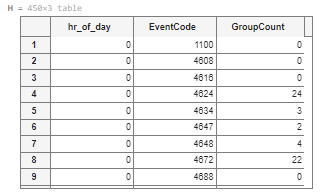 H = 450×3 table
hr_of_day EventCode GroupCount
1 0 1100 0
2 0 4608 0
3 0 4616 0
4 0 4624 24
5 0 4634 3
6 0 4647 2
7 0 4648 4
8 0 4672 22
9 0 4688 0